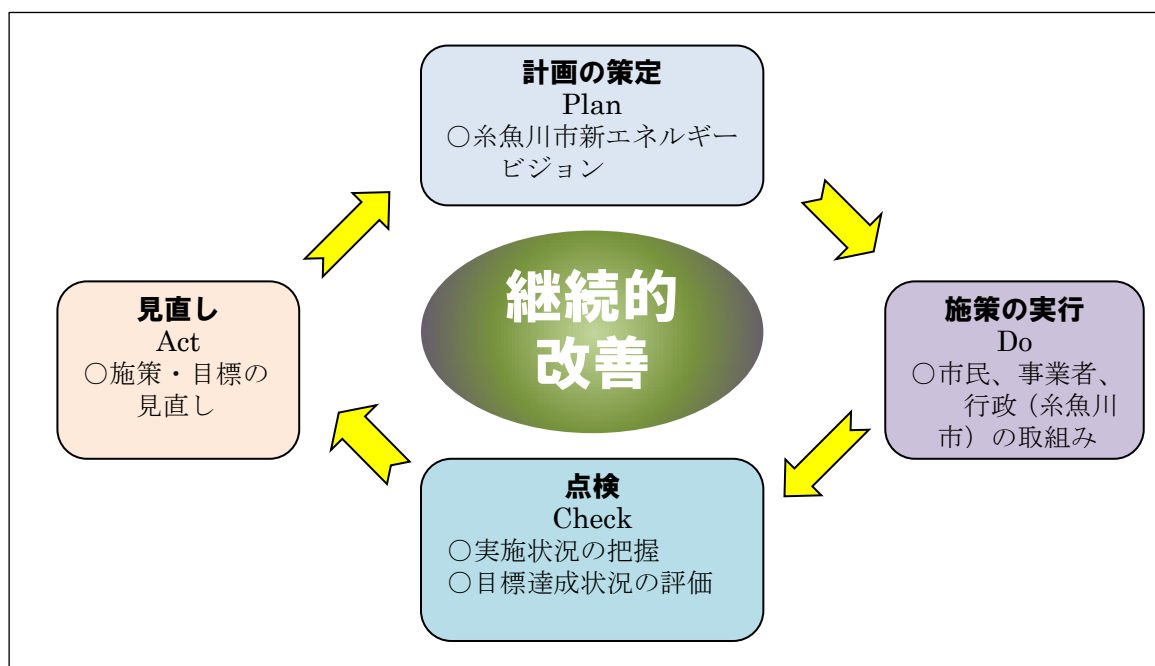 計画の策定
Plan
○糸魚川市新エネルギー
ビジョン
継続的
改善
見直し
Act
○施策・目標の
見直し
施策の実行
Do
○市民、事業者、
行政（糸魚川
市）の取組み
点検
Check
○実施状況の把握
○目標達成状況の評価